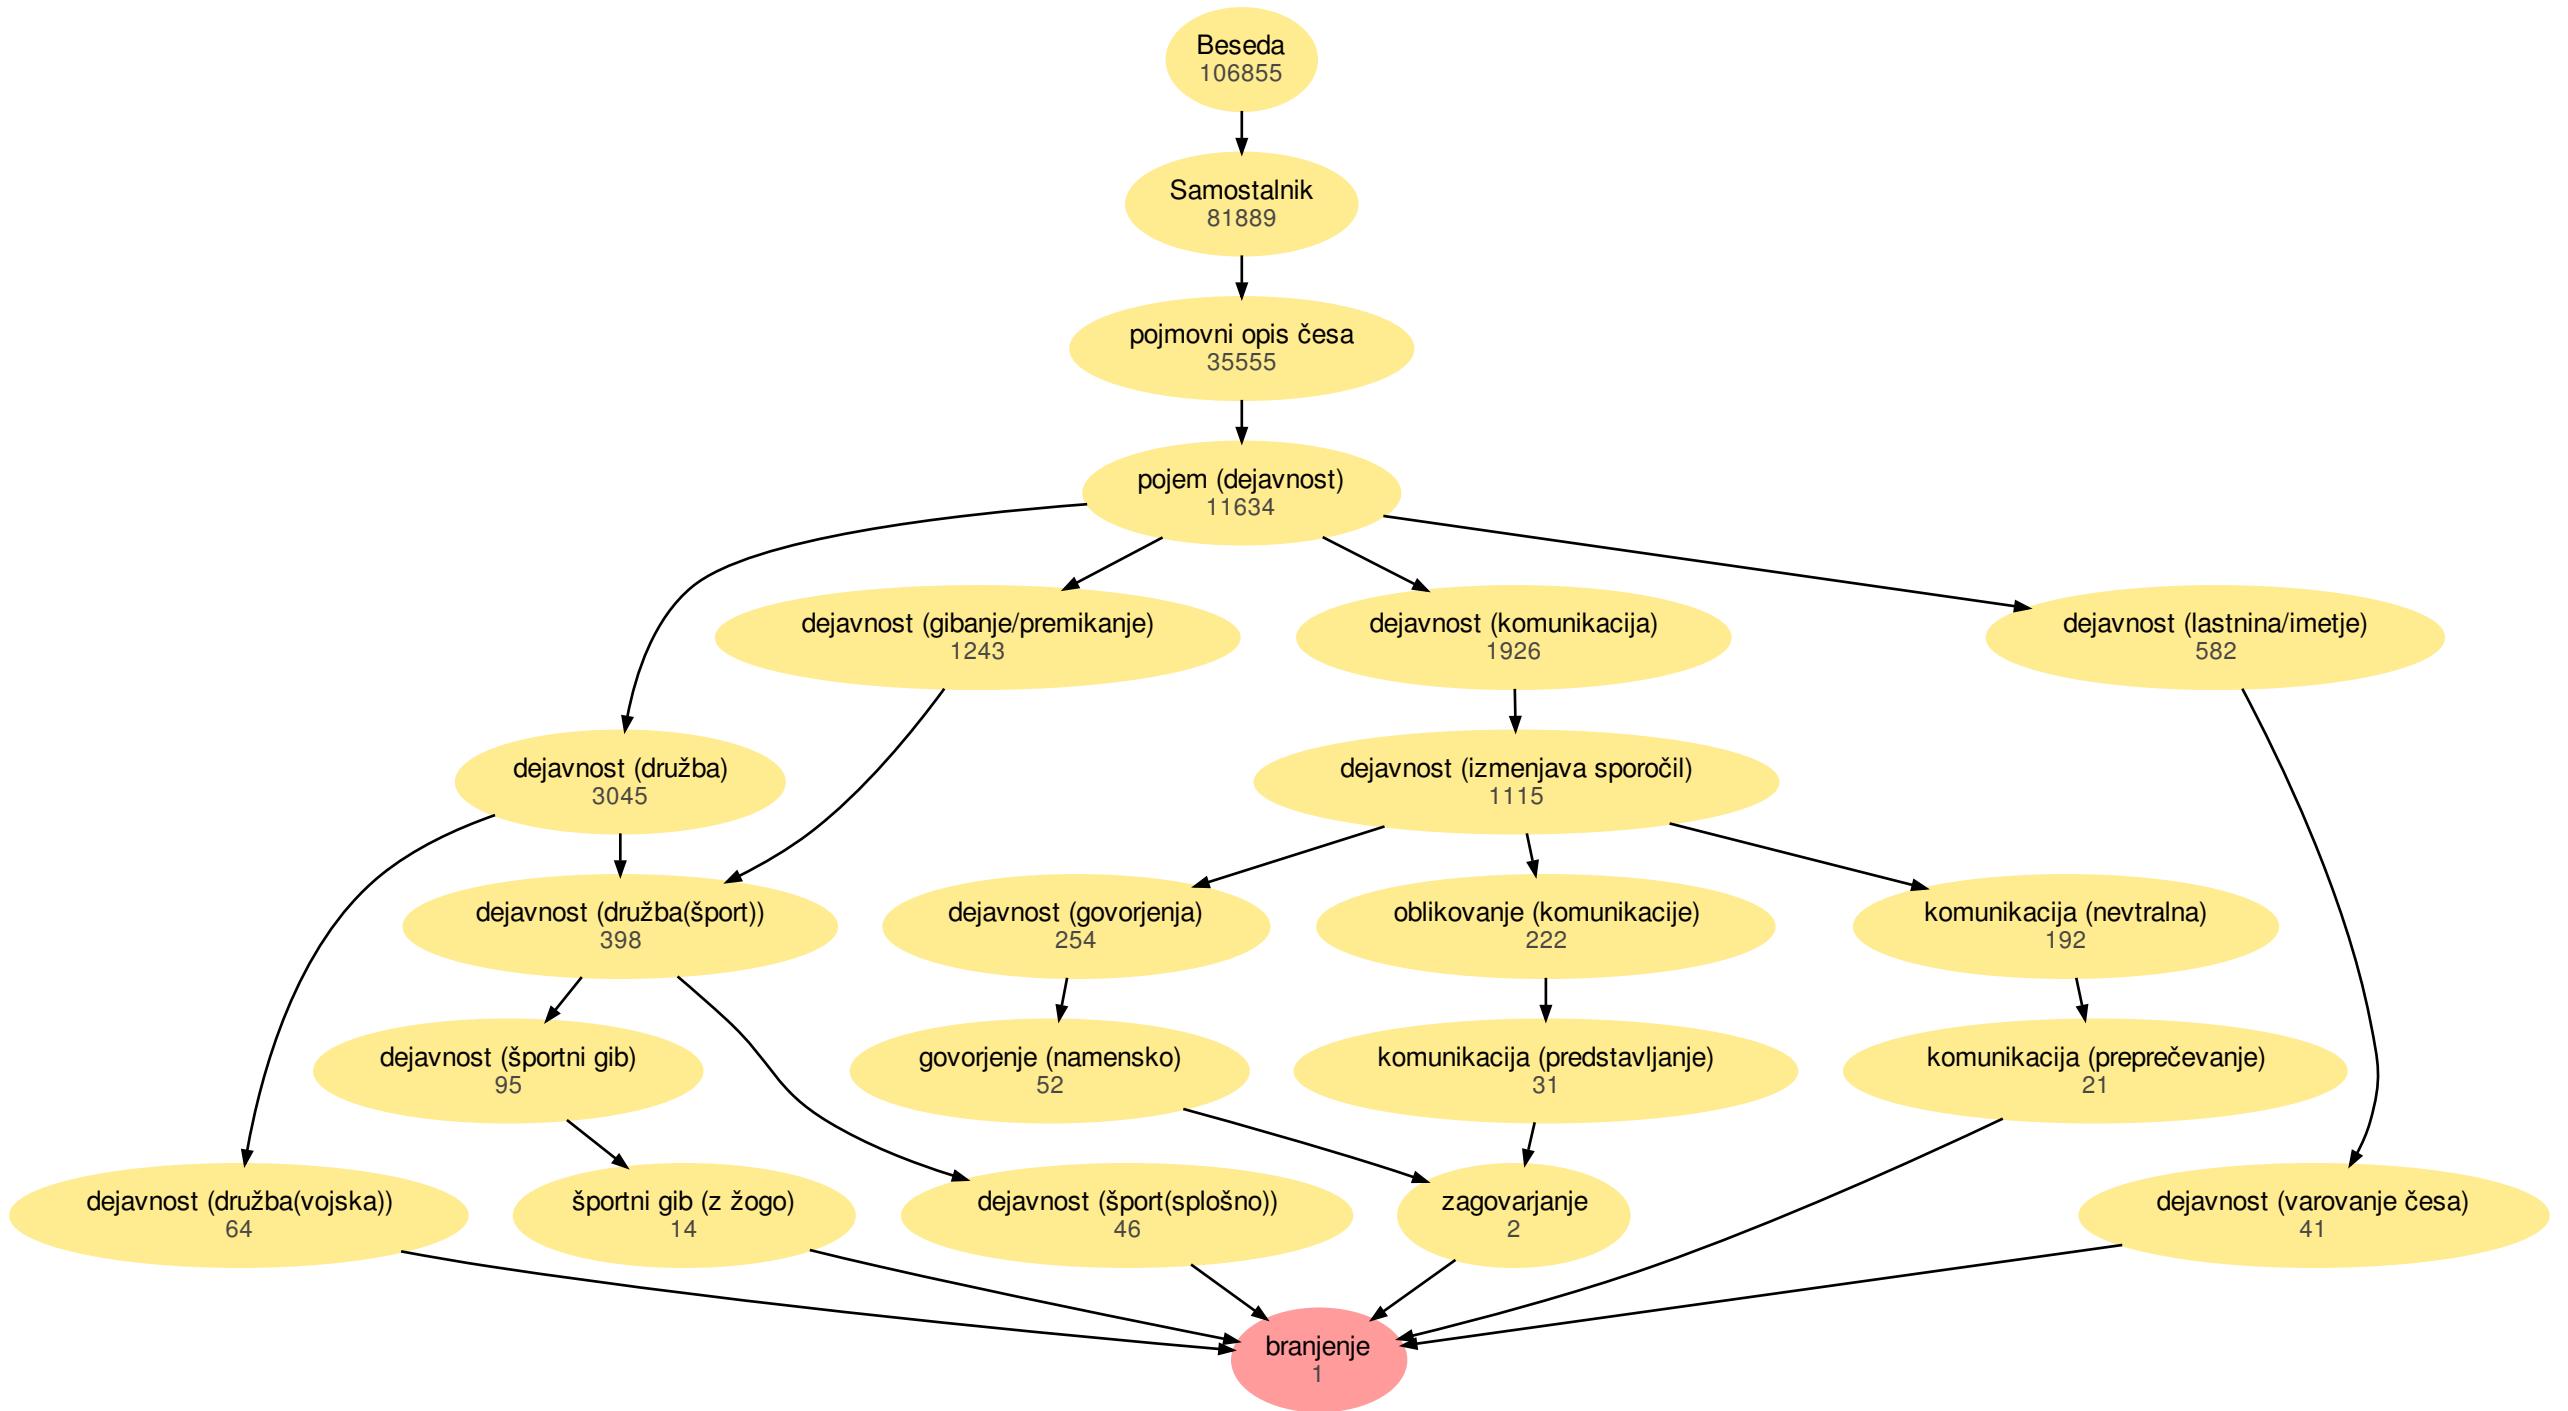 Beseda
106855
Samostalnik
81889
pojmovni opis česa
35555
pojem (dejavnost)
11634
dejavnost (gibanje/premikanje)
1243
dejavnost (komunikacija)
1926
dejavnost (lastnina/imetje)
582
dejavnost (družba)
3045
dejavnost (izmenjava sporočil)
1115
dejavnost (družba(šport))
398
dejavnost (govorjenja)
254
oblikovanje (komunikacije)
222
komunikacija (nevtralna)
192
dejavnost (športni gib)
95
govorjenje (namensko)
52
komunikacija (predstavljanje)
31
komunikacija (preprečevanje)
21
dejavnost (družba(vojska))
64
športni gib (z žogo)
14
dejavnost (šport(splošno))
46
zagovarjanje
2
dejavnost (varovanje česa)
41
branjenje
1